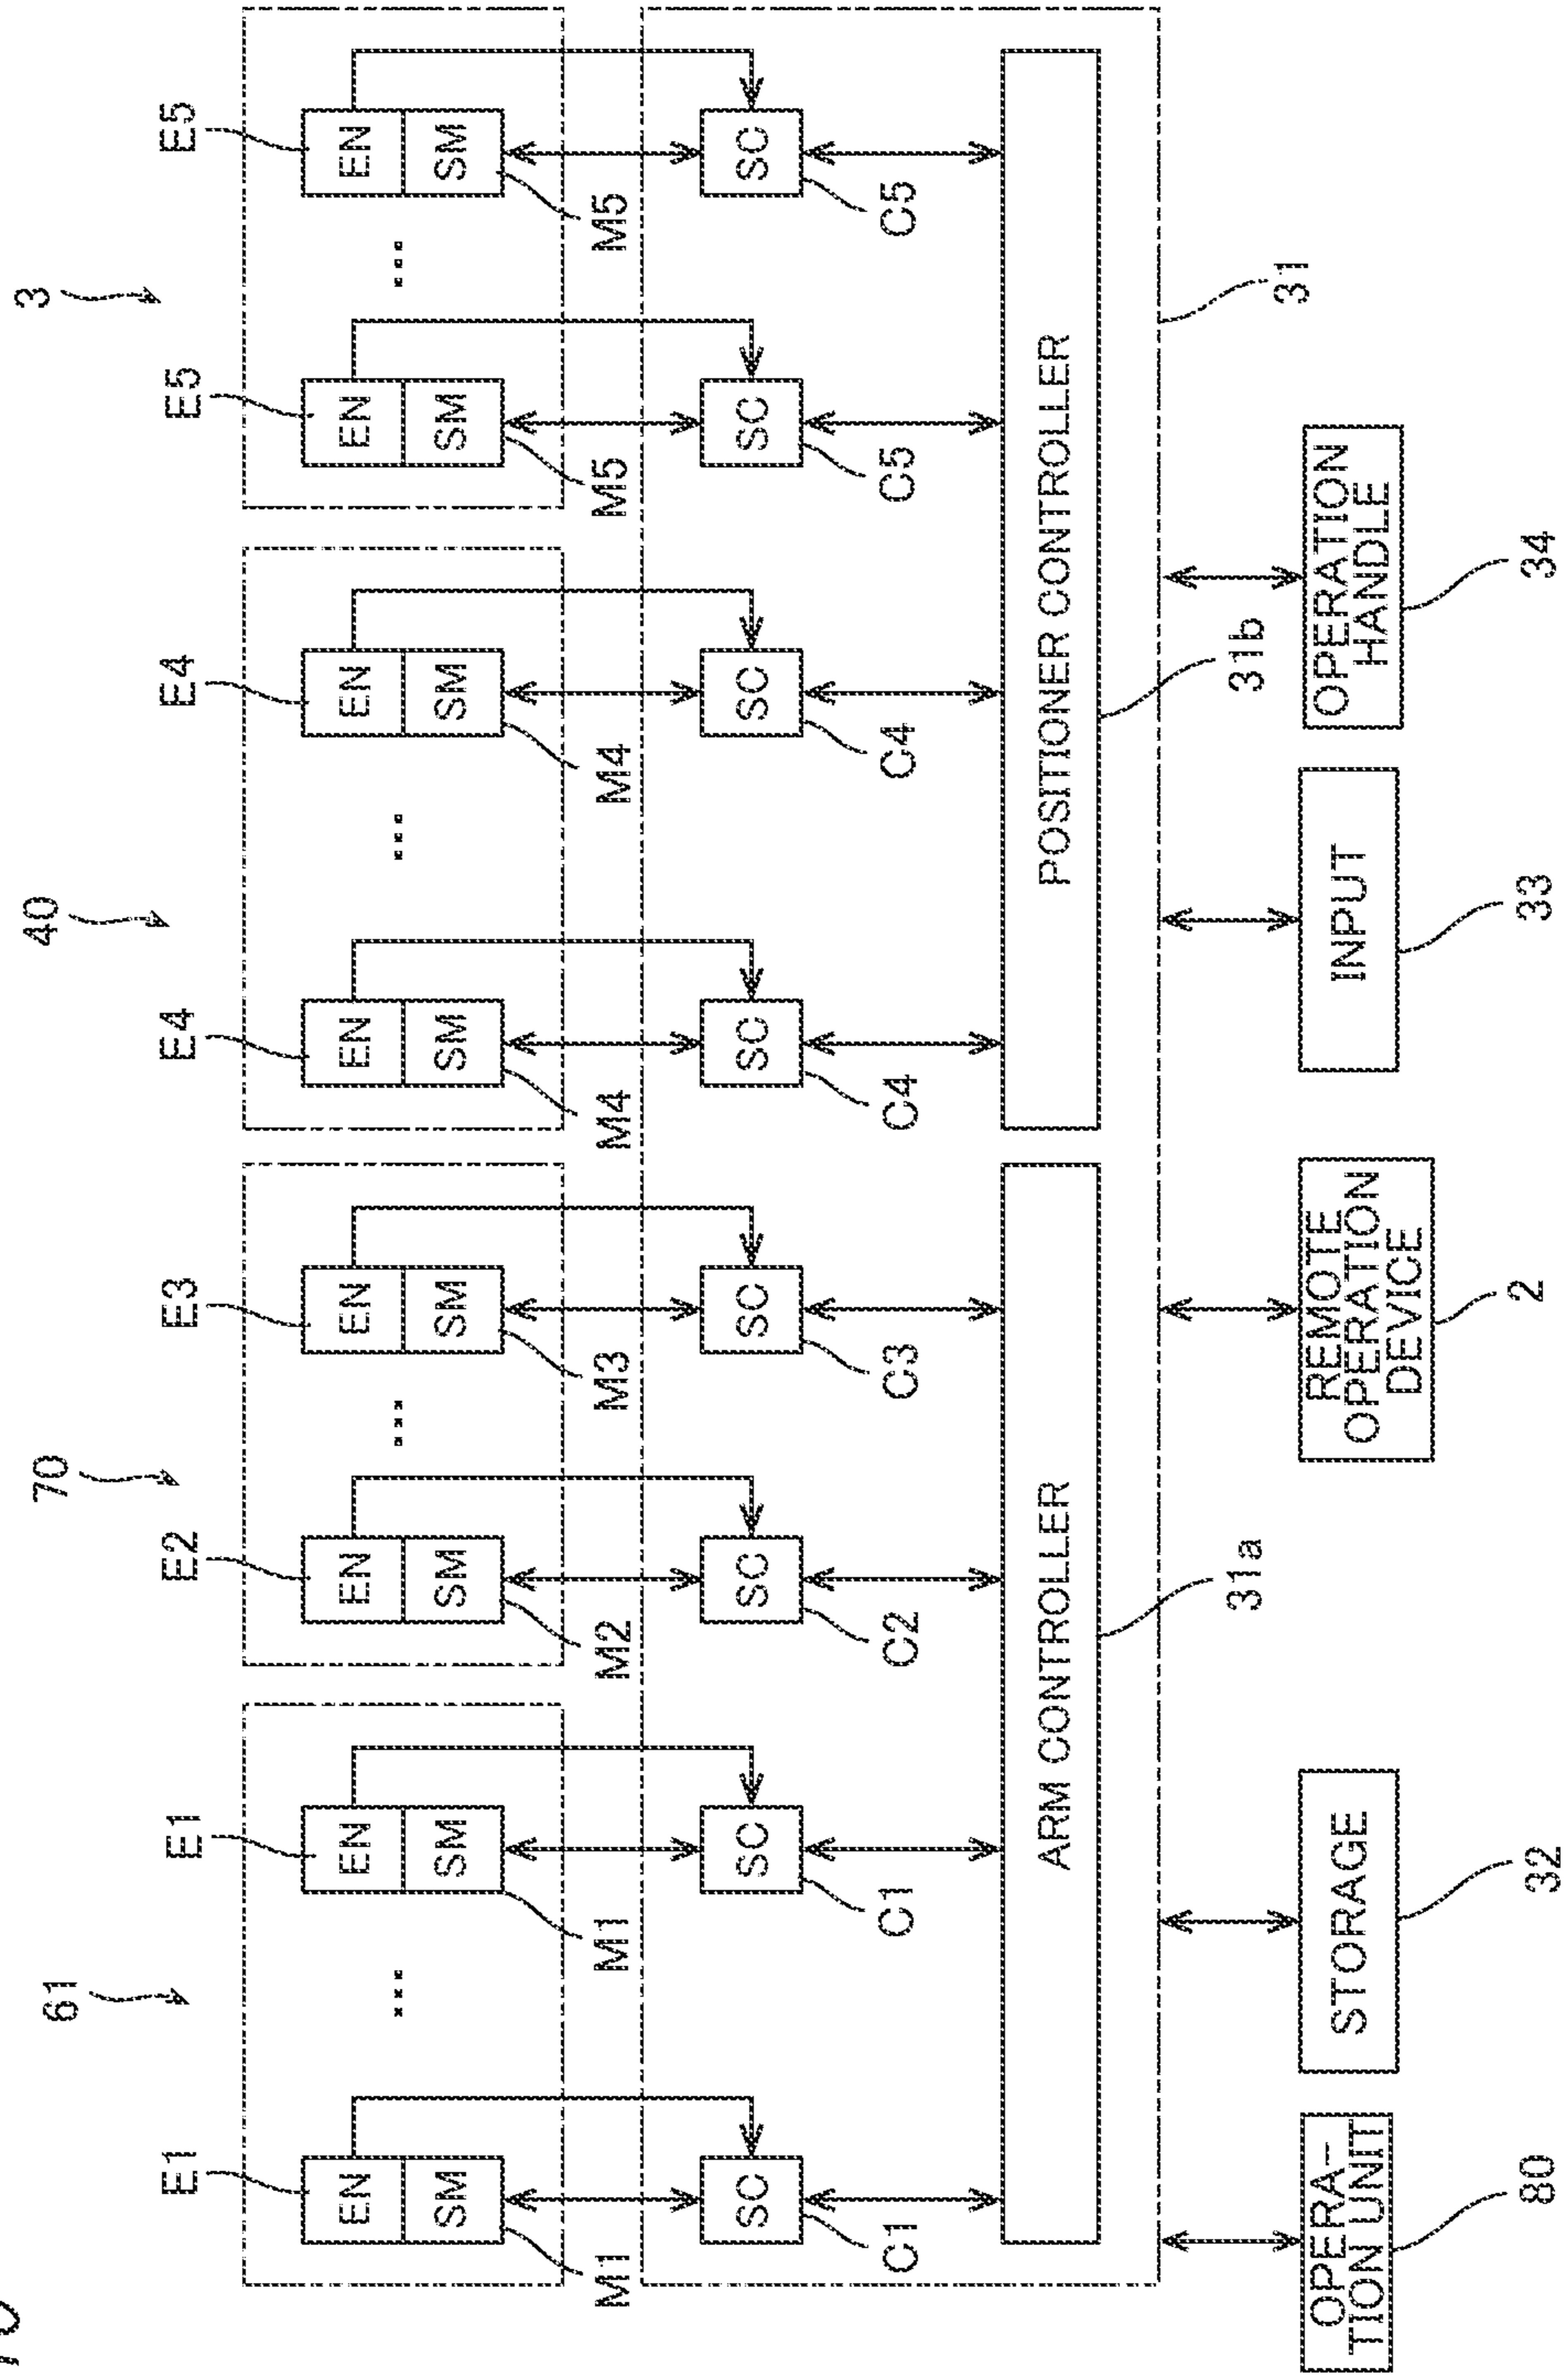 61
70
40
3
E1
E1
E2
E3
E4
E4
E5
E5
EN
EN
EN
EN
EN
EN
EN
EN
SM
SM
SM
SM
SM
SM
SM
SM
...
...
...
...
M1
M1
M2
M3
M4
M4
M5
M5
SC
SC
SC
SC
SC
SC
SC
SC
C1
C1
C2
C3
C4
C4
C5
C5
ARM CONTROLLER
POSITIONER CONTROLLER
31a
31b
31
OPERA-
TION UNIT
STORAGE
REMOTE
OPERATION
DEVICE
INPUT
OPERATION
HANDLE
80
32
2
33
34